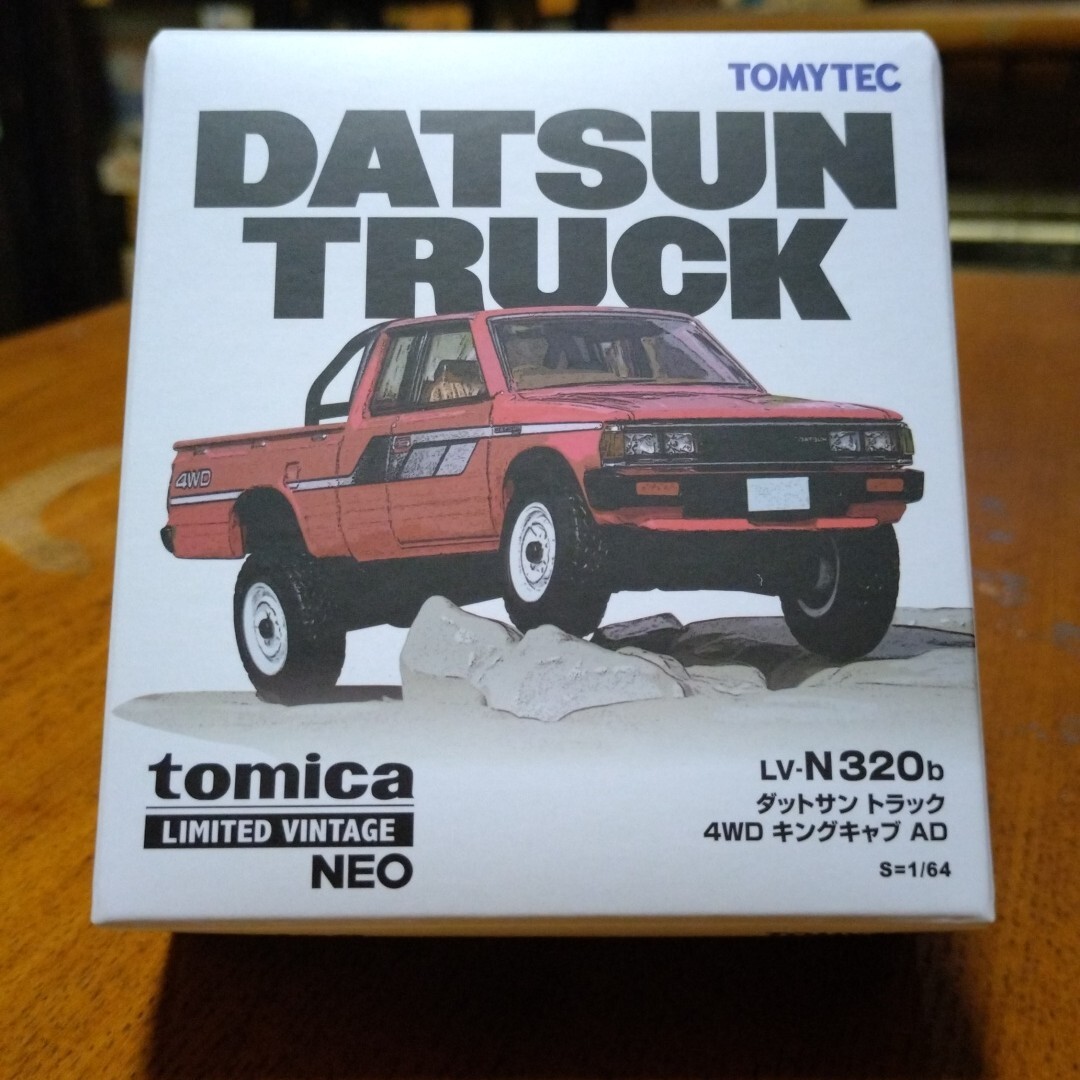 TOMYTEC
DATSUN
TRUCK
4WD
DATSUN
tomica
LIMITED VINTAGE
NEO
LV-N320b
ダットサン トラック
4WD キングキャブ AD
S=1/64